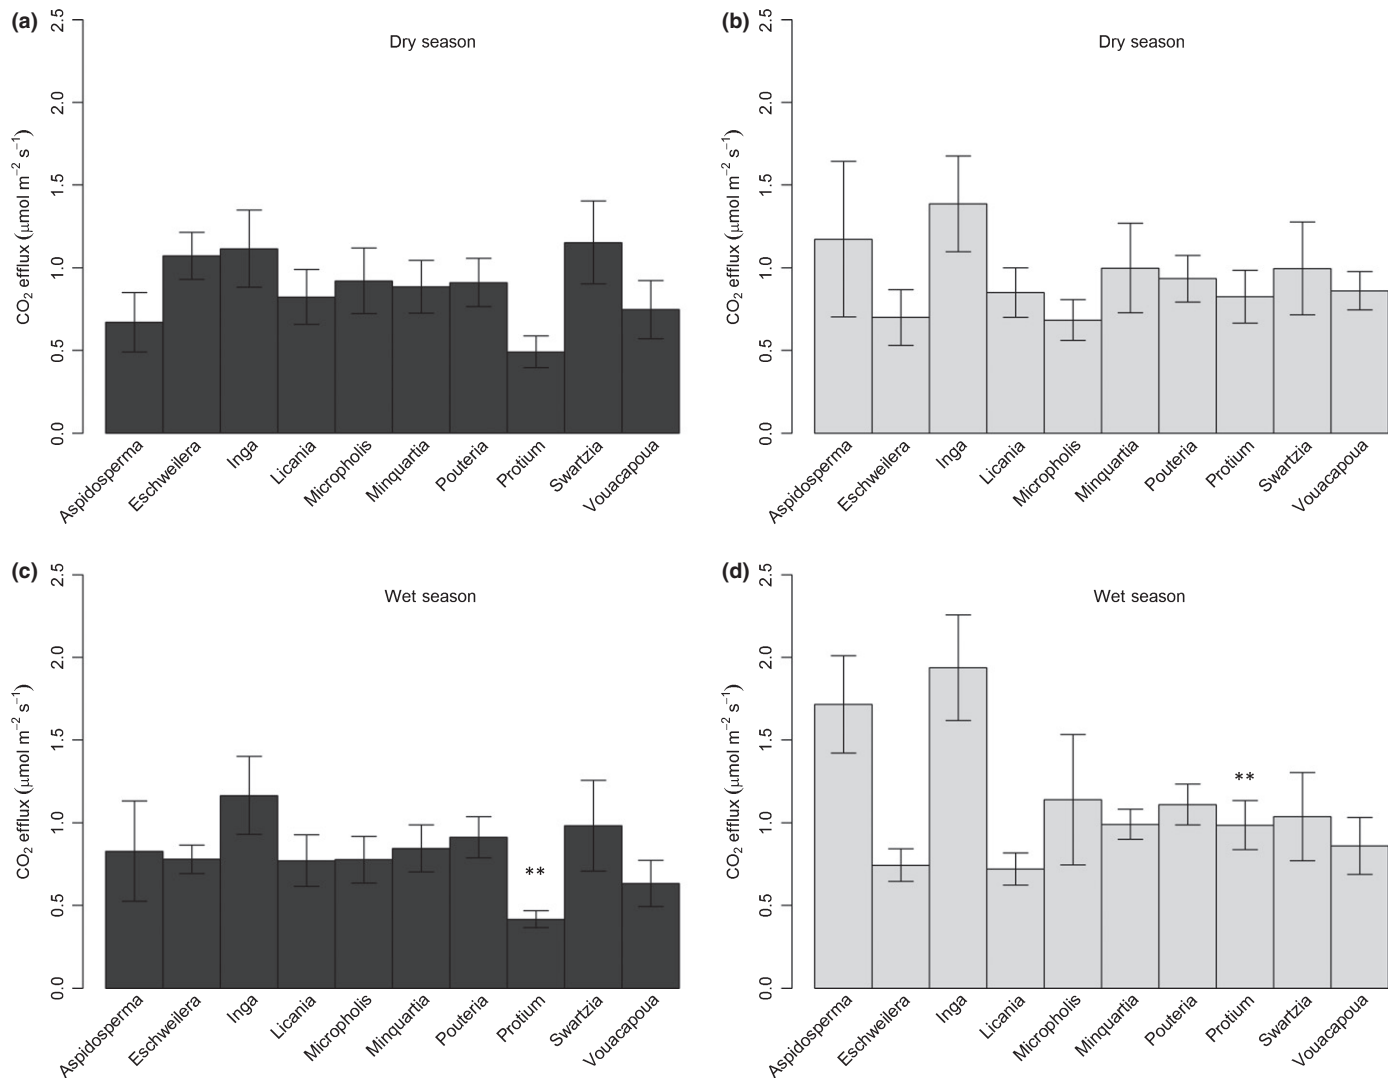 (a)
Dry season
CO₂ efflux (μmol m⁻² s⁻¹)
2.5
2.0
1.5
1.0
0.5
0.0
Aspidosperma
Eschweilera
Inga
Licania
Micropholis
Minquartia
Pouteria
Protium
Swartzia
Vouacapoua
(b)
Dry season
CO₂ efflux (μmol m⁻² s⁻¹)
2.5
2.0
1.5
1.0
0.5
0.0
Aspidosperma
Eschweilera
Inga
Licania
Micropholis
Minquartia
Pouteria
Protium
Swartzia
Vouacapoua
(c)
Wet season
CO₂ efflux (μmol m⁻² s⁻¹)
2.5
2.0
1.5
1.0
0.5
0.0
**
Aspidosperma
Eschweilera
Inga
Licania
Micropholis
Minquartia
Pouteria
Protium
Swartzia
Vouacapoua
(d)
Wet season
CO₂ efflux (μmol m⁻² s⁻¹)
2.5
2.0
1.5
1.0
0.5
0.0
**
Aspidosperma
Eschweilera
Inga
Licania
Micropholis
Minquartia
Pouteria
Protium
Swartzia
Vouacapoua